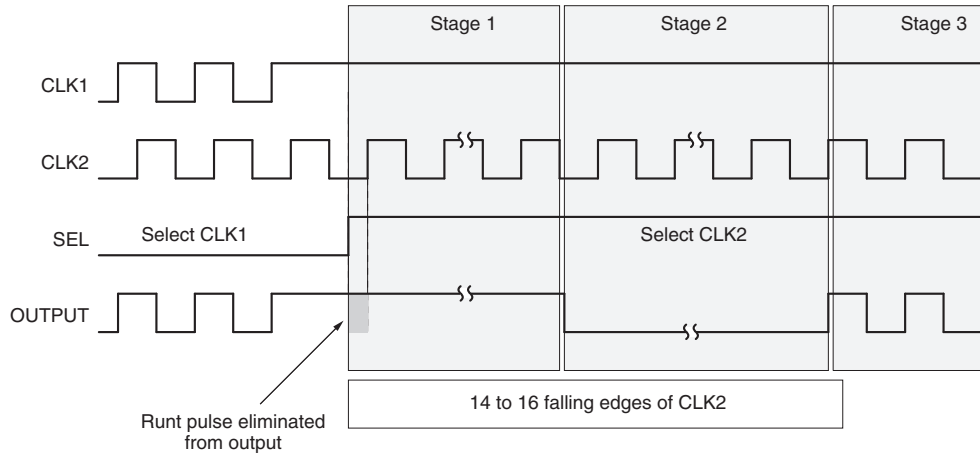 Stage 1
Stage 2
Stage 3
CLK1
CLK2
SEL
Select CLK1
Select CLK2
OUTPUT
14 to 16 falling edges of CLK2
Runt pulse eliminated
from output